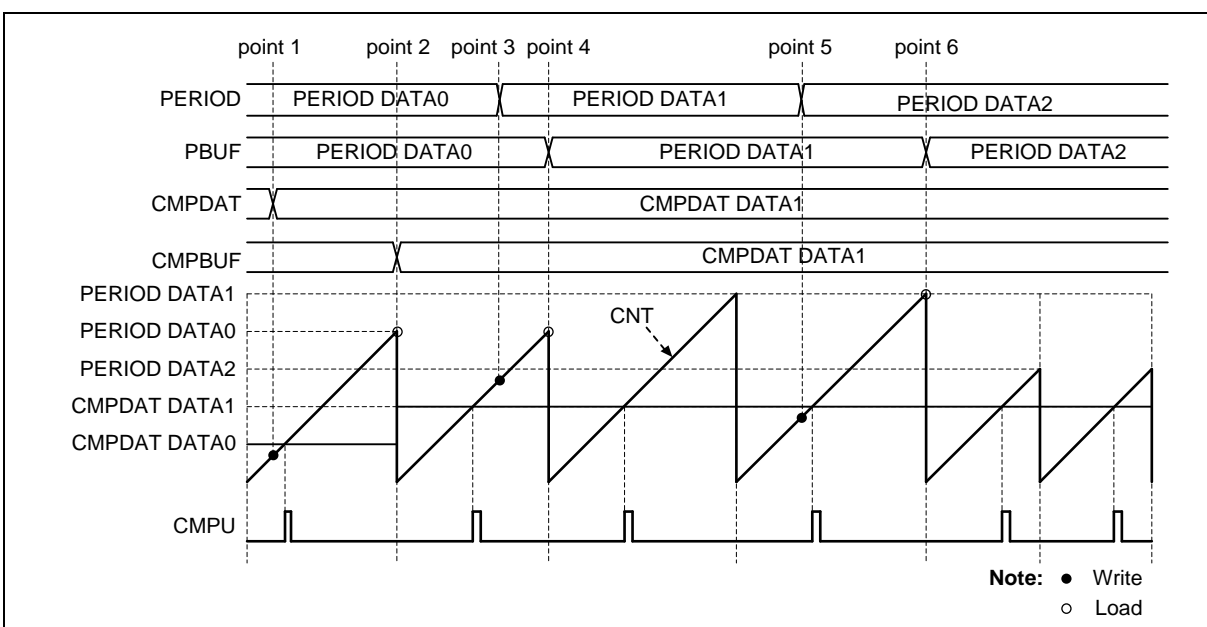 point 1 point 2 point 3 point 4 point 5 point 6
PERIOD PERIOD DATA0 PERIOD DATA1 PERIOD DATA2
PBUF PERIOD DATA0 PERIOD DATA1 PERIOD DATA2
CMPDAT CMPDAT DATA1
CMPBUF CMPDAT DATA1
PERIOD DATA1
PERIOD DATA0 CNT
PERIOD DATA2
CMPDAT DATA1
CMPDAT DATA0
CMPU
Note: Write
Load